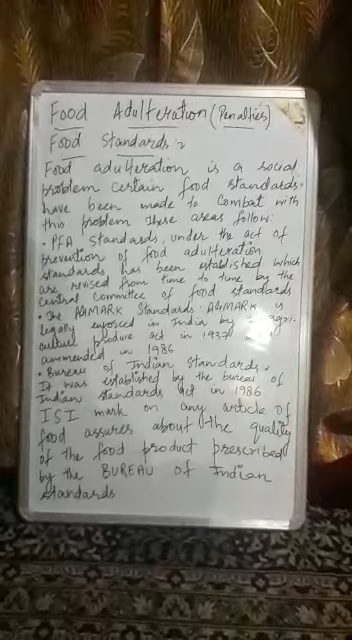 Food Adulteration (Penalties)
Food Standards
Food adulteration is a social
problem certain food standards
have been made to combat with
this problem these areas follow.
• PFA standards, under the act of
prevention of food adulteration
standards has been established which
are revised from time to time by the
central committee of food standards
• The AGMARK Standards. AGMARK is
legally enforced in India by agri-
culture produce act in 1937
ammended in 1986
• Bureau of Indian Standards.
It was established by the bureau of
Indian standards act in 1986
ISI mark on any article of
food assures about the quality
of the food product prescribed
by the BUREAU of Indian
standards